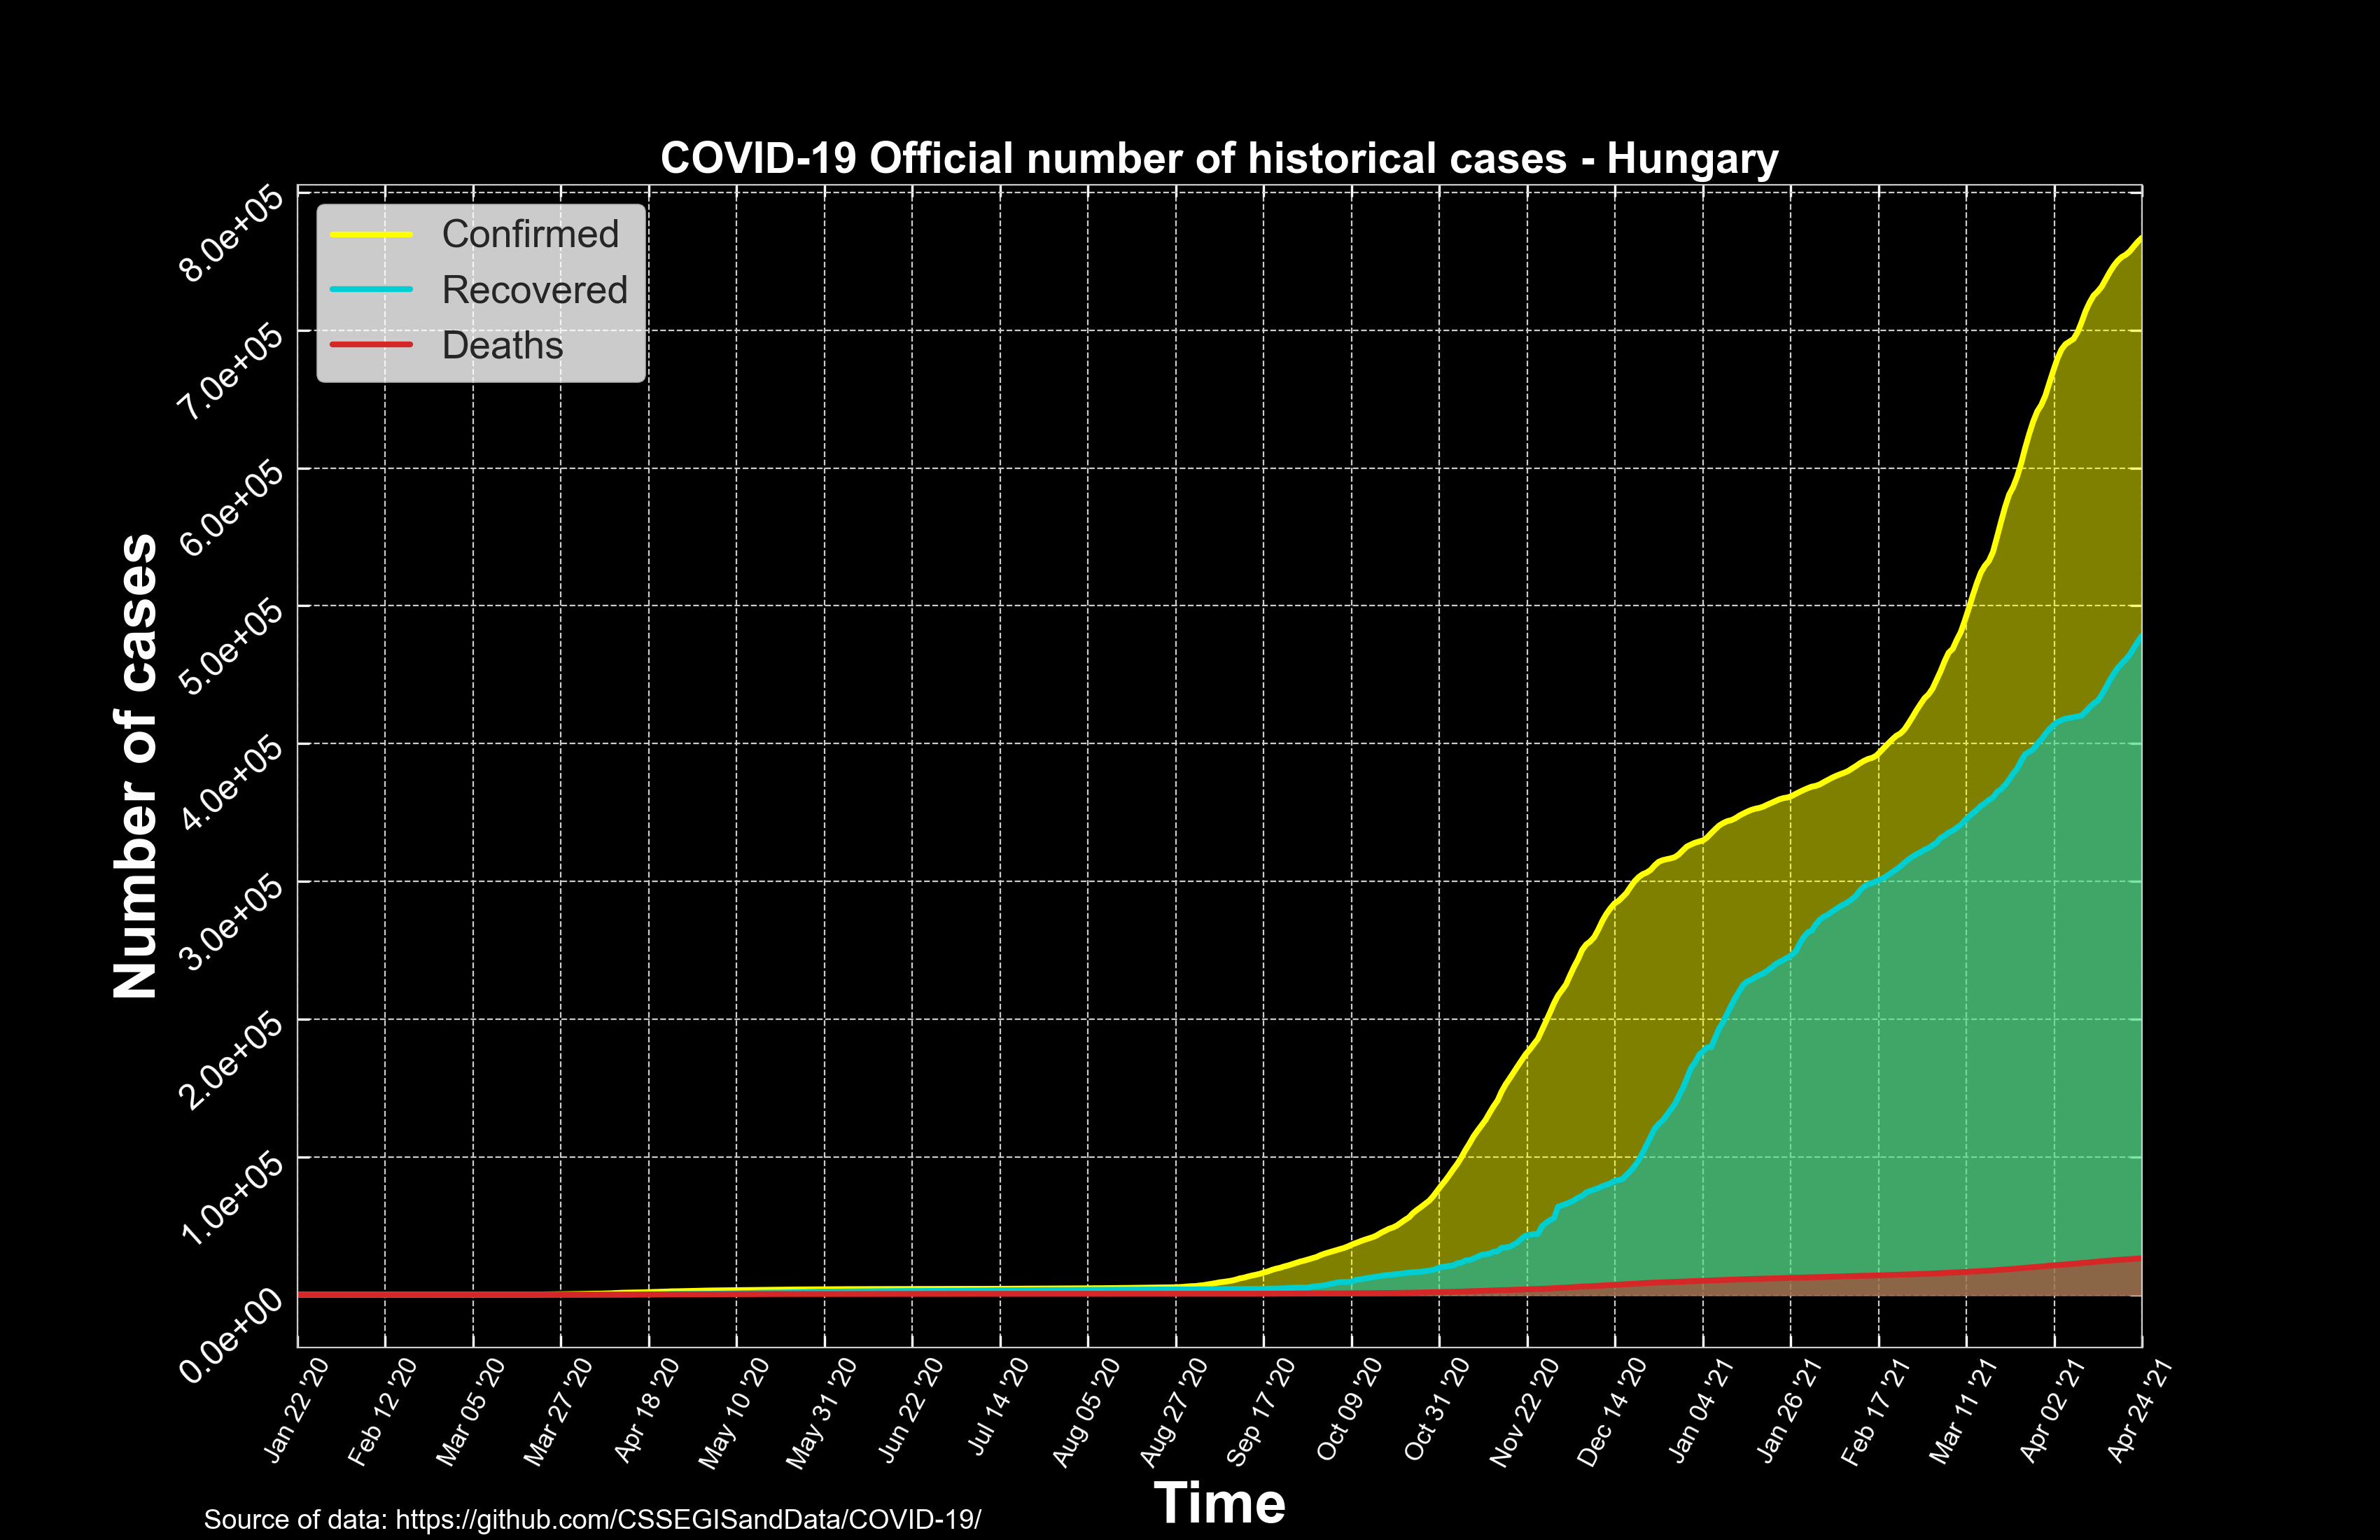 COVID-19 Official number of historical cases - Hungary
Confirmed
Recovered
Deaths
Number of cases
8.0e+05
7.0e+05
6.0e+05
5.0e+05
4.0e+05
3.0e+05
2.0e+05
1.0e+05
0.0e+00
Jan 22 '20
Feb 12 '20
Mar 05 '20
Mar 27 '20
Apr 18 '20
May 10 '20
May 31 '20
Jun 22 '20
Jul 14 '20
Aug 05 '20
Aug 27 '20
Sep 17 '20
Oct 09 '20
Oct 31 '20
Nov 22 '20
Dec 14 '20
Jan 04 '21
Jan 26 '21
Feb 17 '21
Mar 11 '21
Apr 02 '21
Apr 24 '21
Time
Source of data: https://github.com/CSSEGISandData/COVID-19/